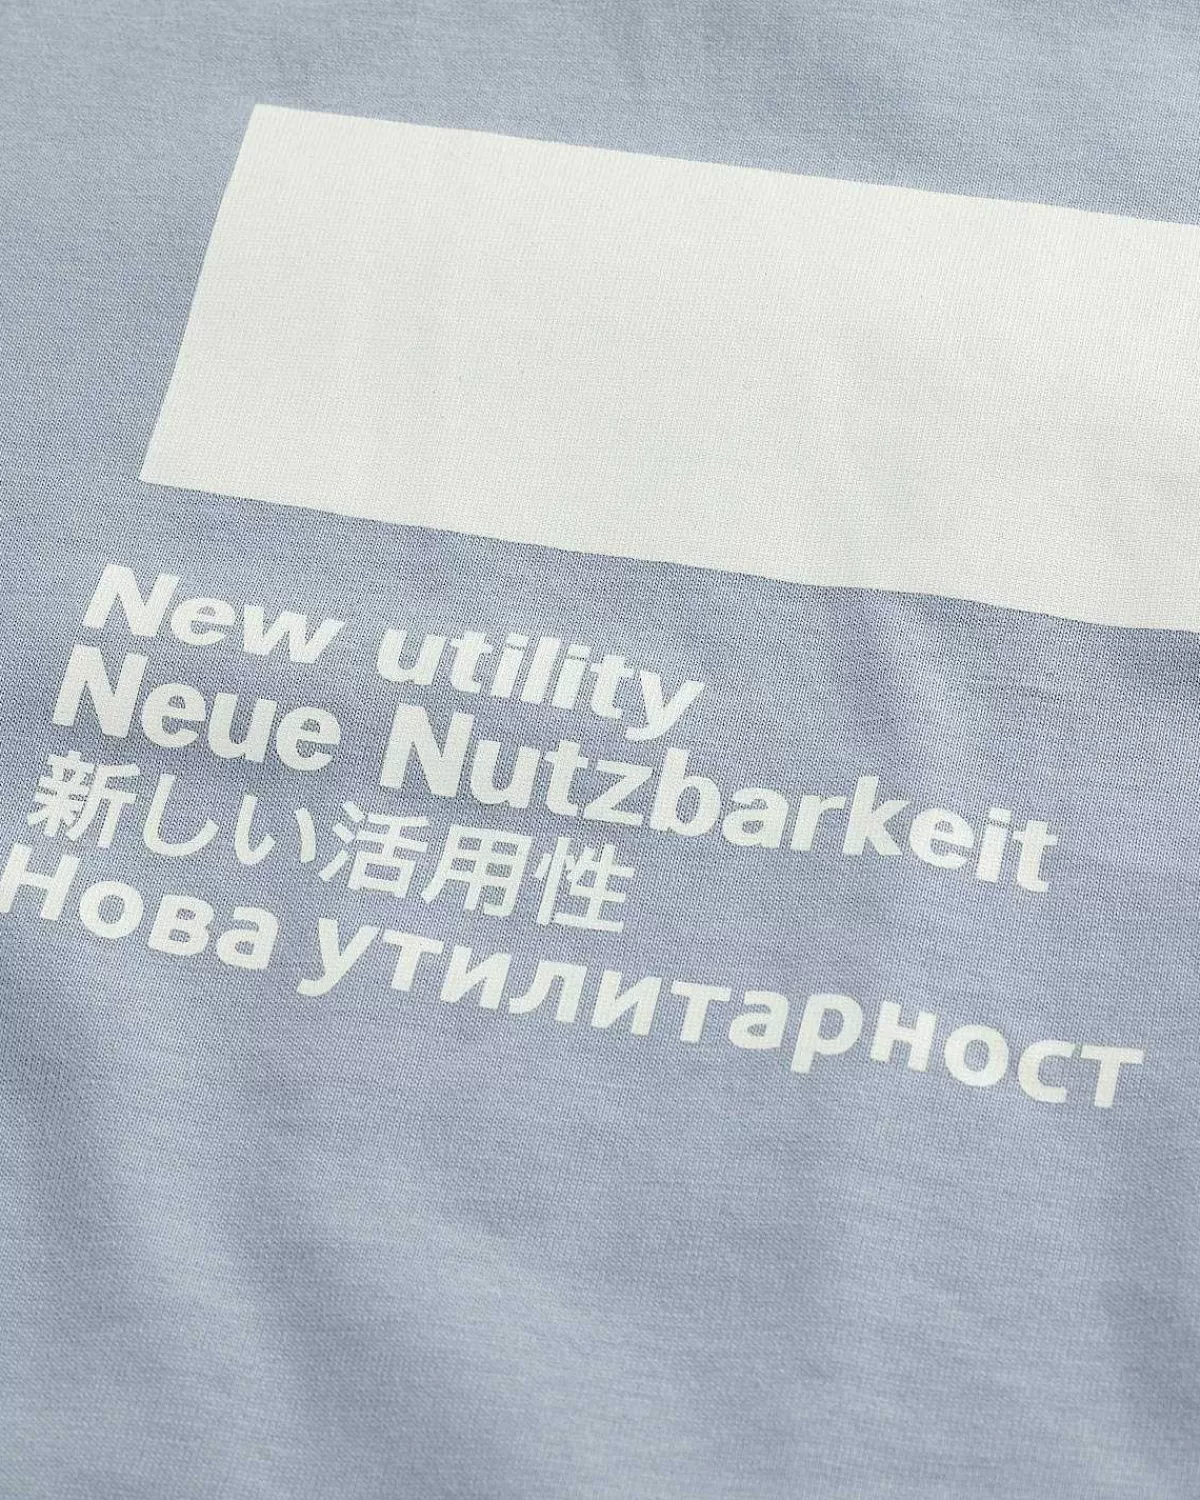 New utility
Neue Nutzbarkeit
新しい活用性
Нова утилитарност